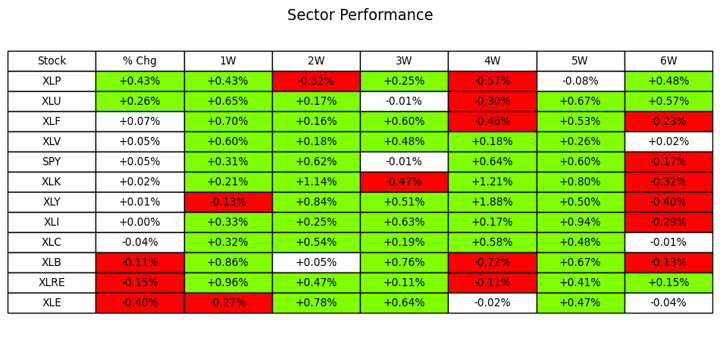 Sector Performance
Stock % Chg 1W 2W 3W 4W 5W 6W
XLP +0.43% +0.43% -0.32% +0.25% -0.57% -0.08% +0.48%
XLU +0.26% +0.65% +0.17% -0.01% -0.30% +0.67% +0.57%
XLF +0.07% +0.70% +0.16% +0.60% -0.46% +0.53% -0.23%
XLV +0.05% +0.60% +0.18% +0.48% +0.18% +0.26% +0.02%
SPY +0.05% +0.31% +0.62% -0.01% +0.64% +0.60% -0.17%
XLK +0.02% +0.21% +1.14% -0.47% +1.21% +0.80% -0.32%
XLY +0.01% -0.13% +0.84% +0.51% +1.88% +0.50% -0.40%
XLI +0.00% +0.33% +0.25% +0.63% +0.17% +0.94% -0.29%
XLC -0.04% +0.32% +0.54% +0.19% +0.58% +0.48% -0.01%
XLB -0.11% +0.86% +0.05% +0.76% -0.72% +0.67% -0.13%
XLRE -0.15% +0.96% +0.47% +0.11% -0.11% +0.41% +0.15%
XLE -0.40% -0.27% +0.78% +0.64% -0.02% +0.47% -0.04%